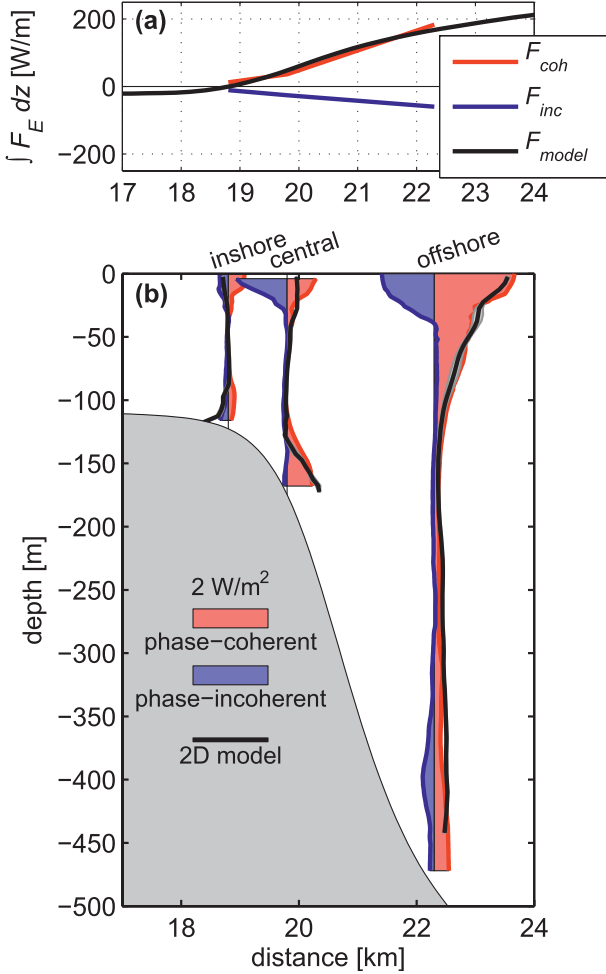 (a)
∫ F_E dz [W/m]
200
0
−200
17 18 19 20 21 22 23 24
F_coh
F_inc
F_model
inshore
central
offshore
(b)
depth [m]
0
−50
−100
−150
−200
−250
−300
−350
−400
−450
−500
2 W/m²
phase−coherent
phase−incoherent
2D model
18 20 22 24
distance [km]